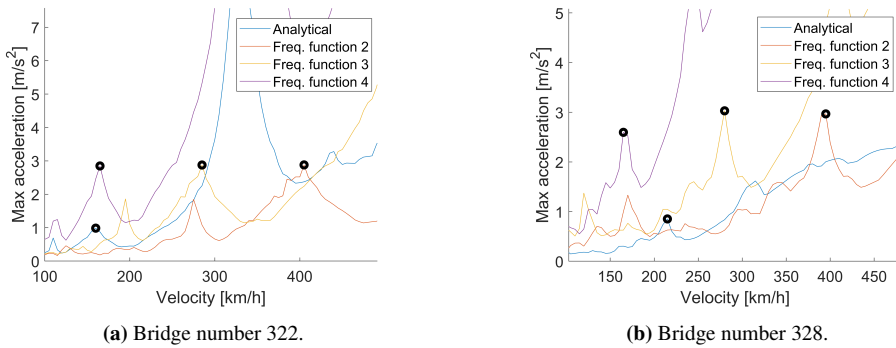 Max acceleration [m/s²]
7
6
5
4
3
2
1
0
100
200
300
400
Velocity [km/h]
Analytical
Freq. function 2
Freq. function 3
Freq. function 4
(a) Bridge number 322.
Max acceleration [m/s²]
5
4
3
2
1
0
150
200
250
300
350
400
450
Velocity [km/h]
Analytical
Freq. function 2
Freq. function 3
Freq. function 4
(b) Bridge number 328.